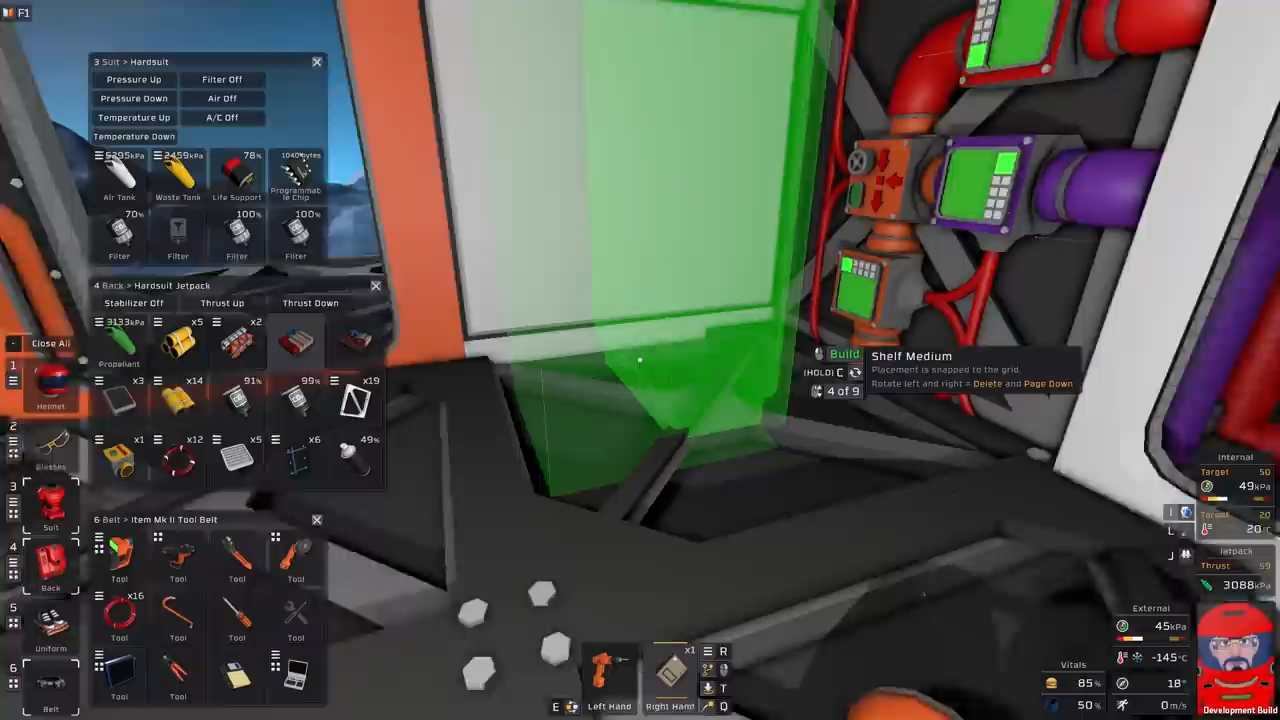 F1
3 Suit > Hardsuit
Pressure Up Filter Off
Pressure Down Air Off
Temperature Up A/C Off
Temperature Down
5295kPa 2459kPa 78% 1040 bytes
Air Tank Waste Tank Life Support Programmable Chip
70% 100% 100%
Filter Filter Filter Filter
4 Back > Hardsuit Jetpack
Stabilizer Off Thrust Up Thrust Down
3133kPa x5 x2
Propellant
x3 x14 91% 99% x19
x1 x12 x5 x6 49%
6 Belt > Item Mk II Tool Belt
Tool Tool Tool Tool
x16
Tool Tool Tool Tool
Tool Tool
- Close All
1
Helmet
2
Glasses
3
Suit
4
Back
5
Uniform
6
Belt
Build
(HOLD) C
4 of 9
Shelf Medium
Placement is snapped to the grid.
Rotate left and right = Delete and Page Down
E Left Hand
x1
Right Hand
R
T
Q
Internal
Target 50
49kPa
Target 20
20°C
I
L
J
Jetpack
Thrust 59
3088kPa
External
45kPa
-145°C
18°
0m/s
Vitals
85%
50%
Development Build